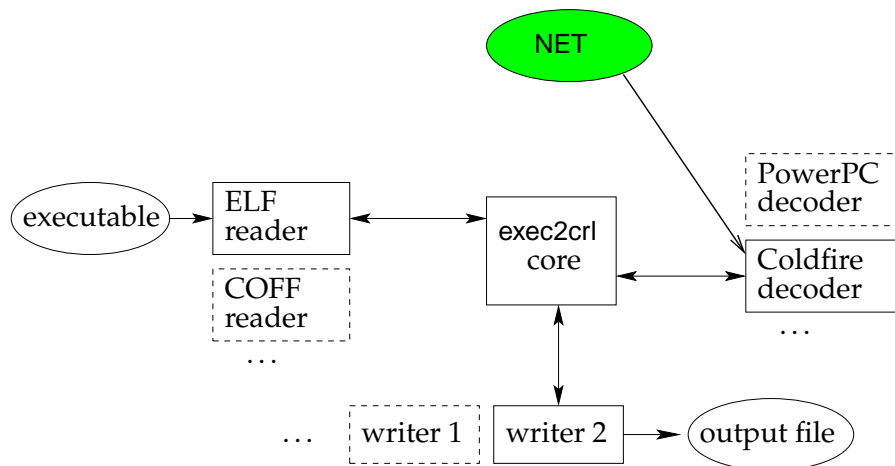 NET
PowerPC
decoder
executable
ELF
reader
exec2crl
core
Coldfire
decoder
COFF
reader
...
...
...
writer 1
writer 2
output file